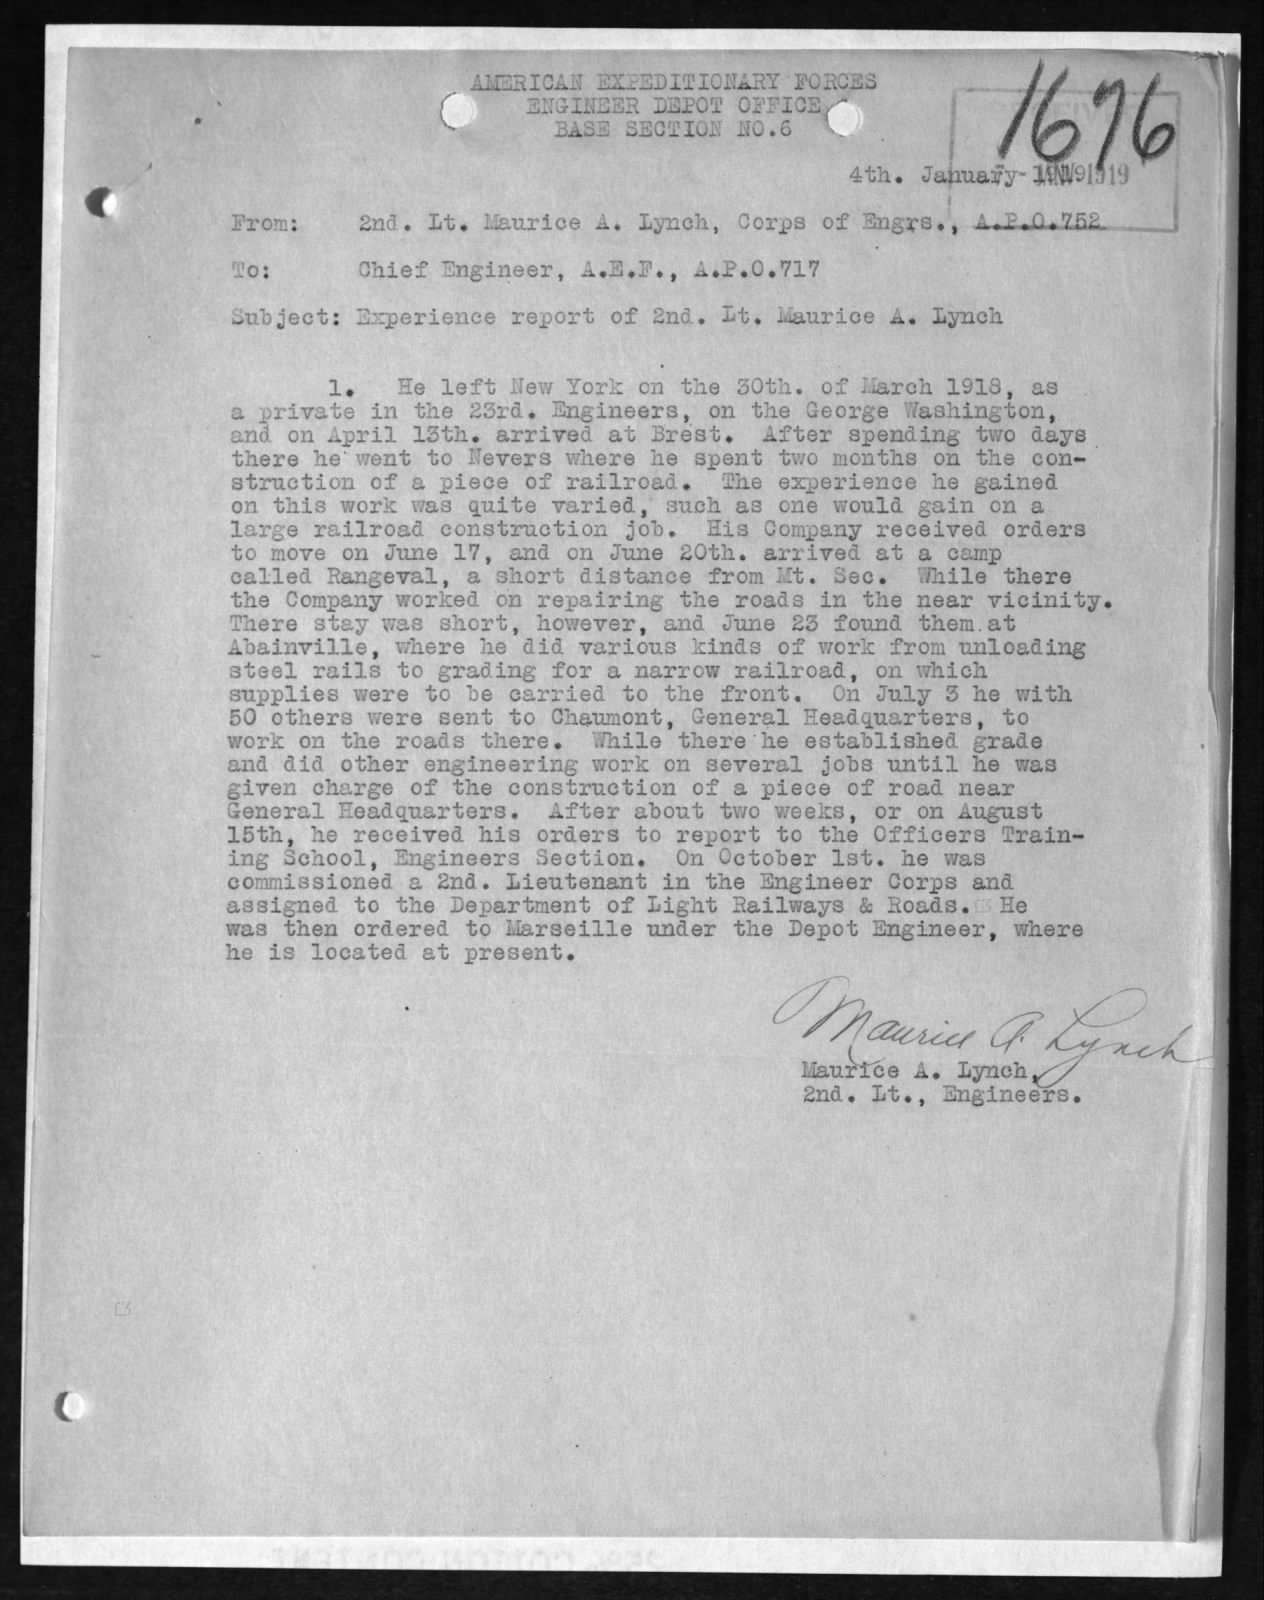 1676
AMERICAN EXPEDITIONARY FORCES
ENGINEER DEPOT OFFICE
BASE SECTION NO.6
4th. January-
From: 2nd. Lt. Maurice A. Lynch, Corps of Engrs., A.P.O.752
To: Chief Engineer, A.E.F., A.P.O.717
Subject: Experience report of 2nd. Lt. Maurice A. Lynch
1. He left New York on the 30th. of March 1918, as
a private in the 23rd. Engineers, on the George Washington,
and on April 13th. arrived at Brest. After spending two days
there he went to Nevers where he spent two months on the con-
struction of a piece of railroad. The experience he gained
on this work was quite varied, such as one would gain on a
large railroad construction job. His Company received orders
to move on June 17, and on June 20th. arrived at a camp
called Rangeval, a short distance from Mt. Sec. While there
the Company worked on repairing the roads in the near vicinity.
There stay was short, however, and June 23 found them at
Abainville, where he did various kinds of work from unloading
steel rails to grading for a narrow railroad, on which
supplies were to be carried to the front. On July 3 he with
50 others were sent to Chaumont, General Headquarters, to
work on the roads there. While there he established grade
and did other engineering work on several jobs until he was
given charge of the construction of a piece of road near
General Headquarters. After about two weeks, or on August
15th, he received his orders to report to the Officers Train-
ing School, Engineers Section. On October 1st. he was
commissioned a 2nd. Lieutenant in the Engineer Corps and
assigned to the Department of Light Railways & Roads. He
was then ordered to Marseille under the Depot Engineer, where
he is located at present.
Maurice A. Lynch
Maurice A. Lynch,
2nd. Lt., Engineers.